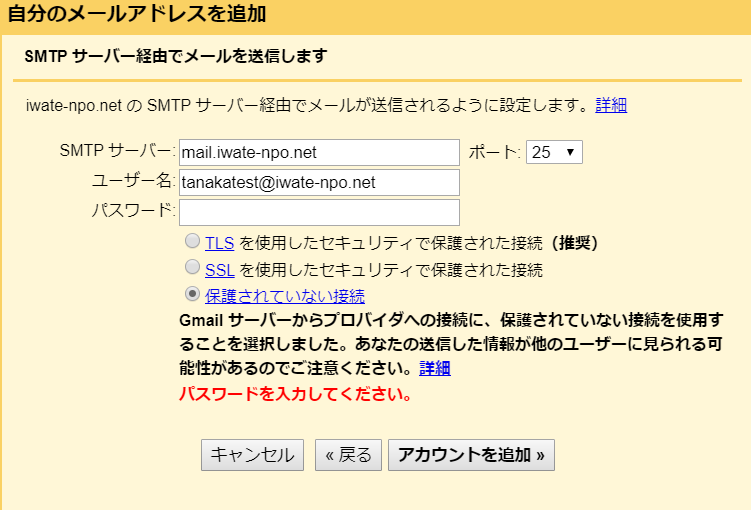 自分のメールアドレスを追加
SMTP サーバー経由でメールを送信します
iwate-npo.net の SMTP サーバー経由でメールが送信されるように設定します。詳細
SMTP サーバー: mail.iwate-npo.net ポート: 25 ▼
ユーザー名: tanakatest@iwate-npo.net
パスワード:
TLS を使用したセキュリティで保護された接続（推奨）
SSL を使用したセキュリティで保護された接続
保護されていない接続
Gmail サーバーからプロバイダへの接続に、保護されていない接続を使用す
ることを選択しました。あなたの送信した情報が他のユーザーに見られる可
能性があるのでご注意ください。詳細
パスワードを入力してください。
キャンセル « 戻る アカウントを追加 »